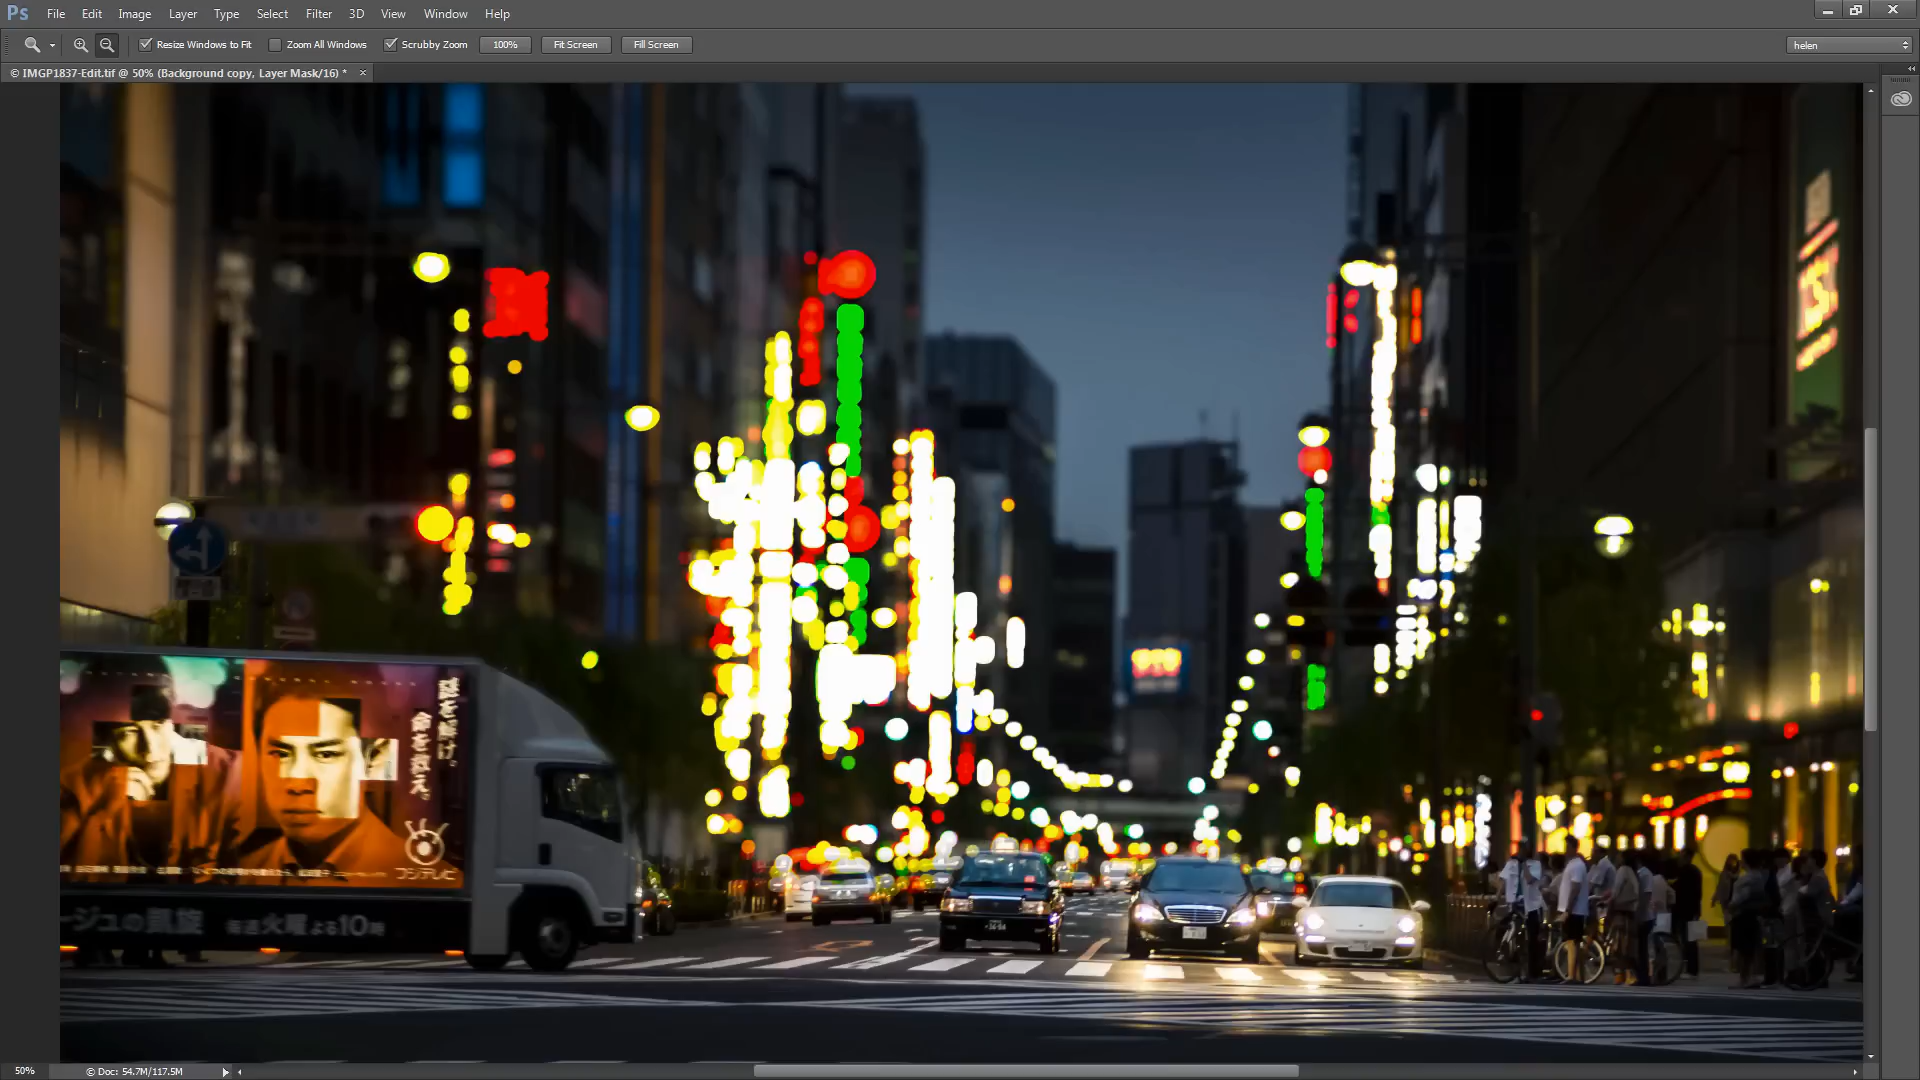 Ps File Edit Image Layer Type Select Filter 3D View Window Help
Resize Windows to Fit Zoom All Windows Scrubby Zoom 100% Fit Screen Fill Screen helen
© IMGP1837-Edit.tif @ 50% (Background copy, Layer Mask/16) * ×
謎を解け。
命を救え。
フジテレビ
ージュの凱旋 毎週火曜よる10時
50% © Doc: 54.7M/117.5M